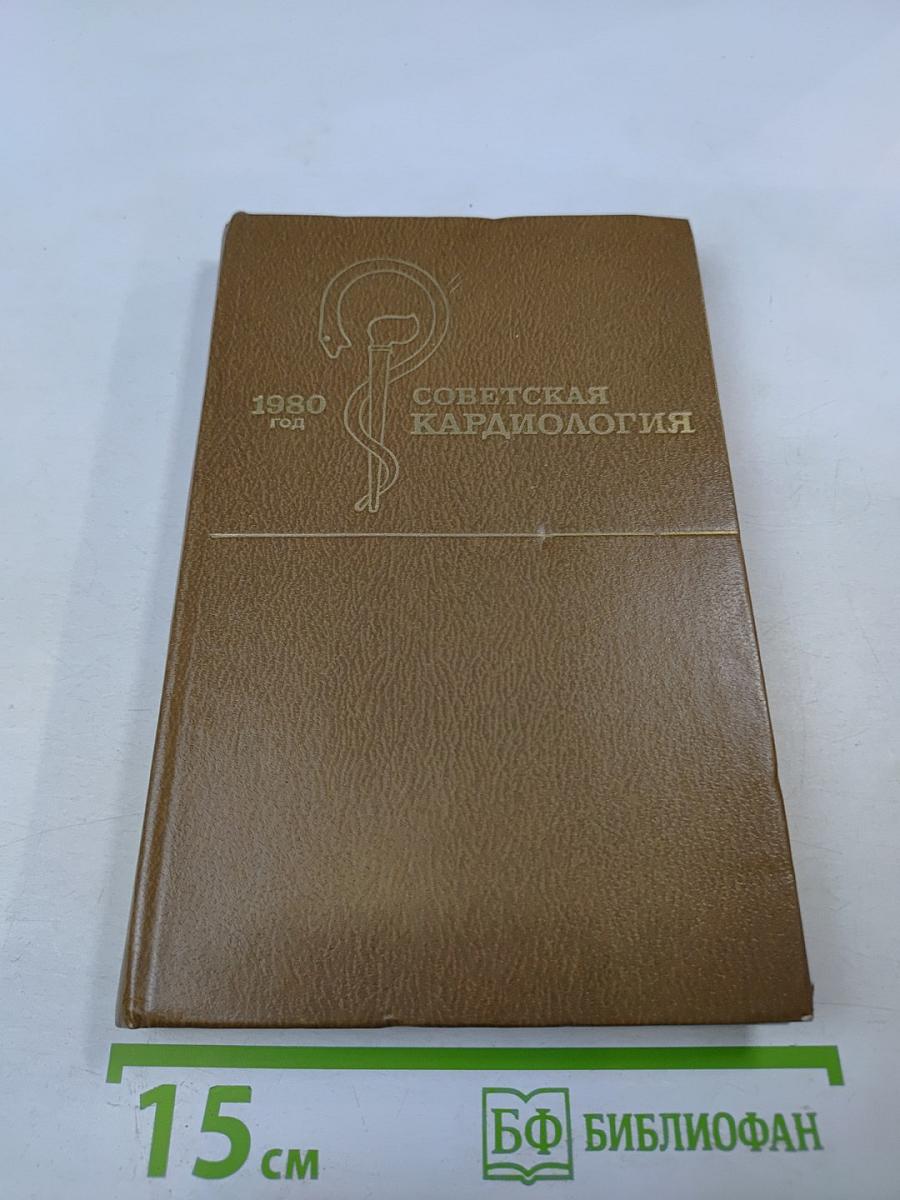 1980
год
СОВЕТСКАЯ
КАРДИОЛОГИЯ
15 см
БФ БИБЛИОФАН